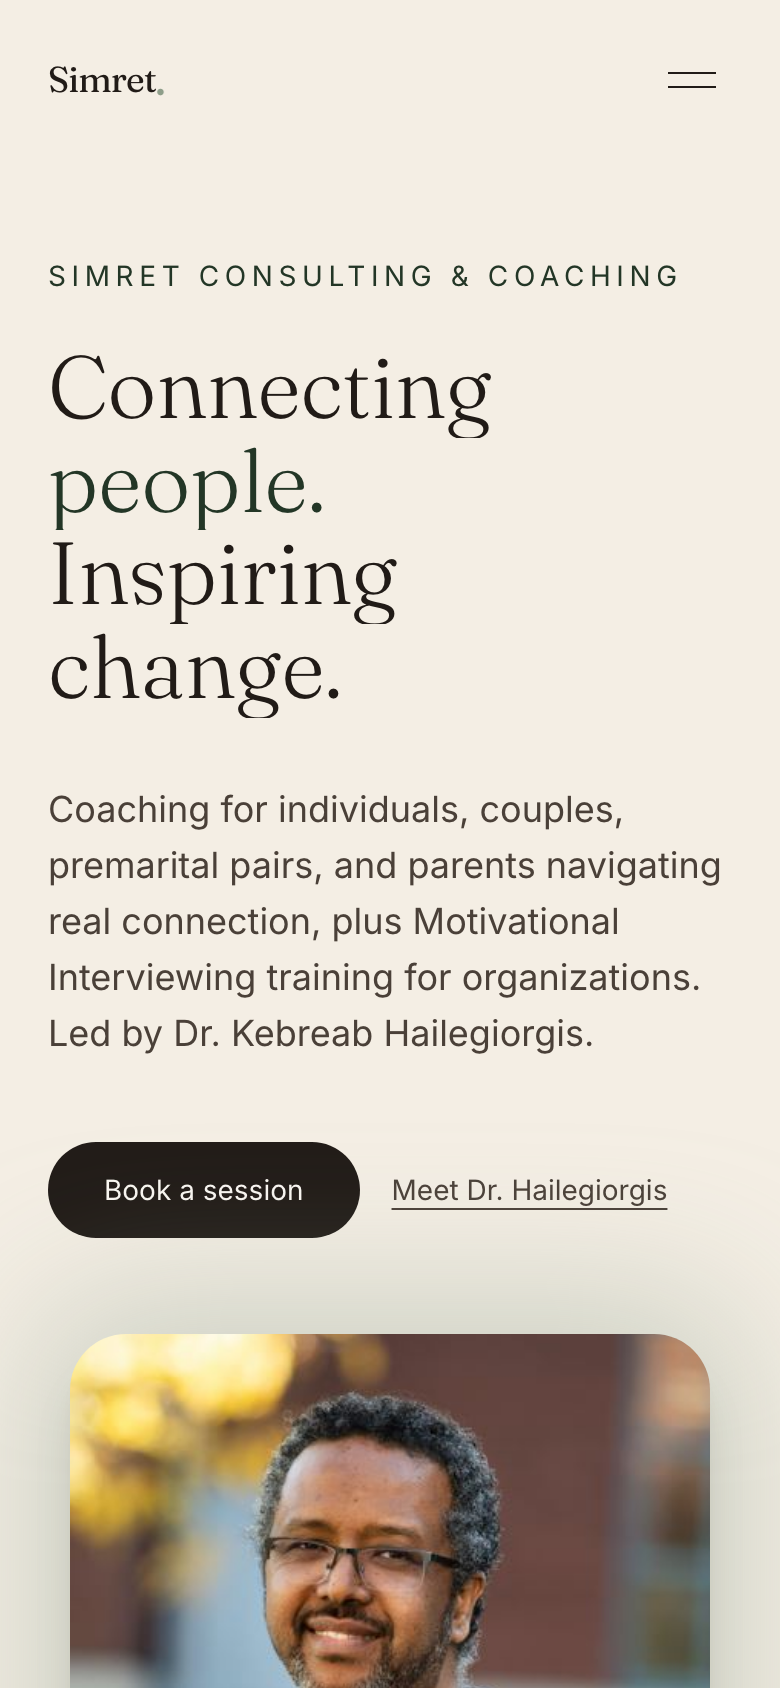 Simret.
SIMRET CONSULTING & COACHING
Connecting
people.
Inspiring
change.
Coaching for individuals, couples,
premarital pairs, and parents navigating
real connection, plus Motivational
Interviewing training for organizations.
Led by Dr. Kebreab Hailegiorgis.
Book a session
Meet Dr. Hailegiorgis